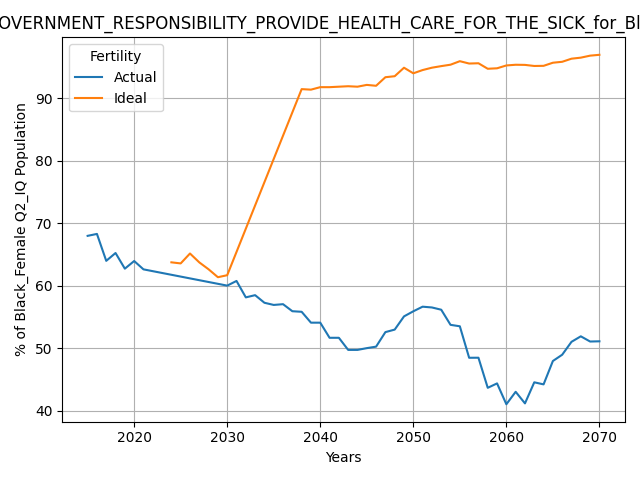 OVERNMENT_RESPONSIBILITY_PROVIDE_HEALTH_CARE_FOR_THE_SICK_for_Bl
Fertility
Actual
Ideal
% of Black_Female Q2_IQ Population
90
80
70
60
50
40
2020 2030 2040 2050 2060 2070
Years